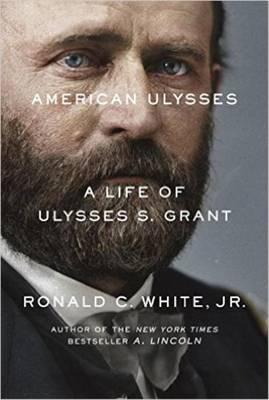 AMERICAN ULYSSES
A LIFE OF
ULYSSES S. GRANT
RONALD C. WHITE, JR.
AUTHOR OF THE NEW YORK TIMES
BESTSELLER A. LINCOLN